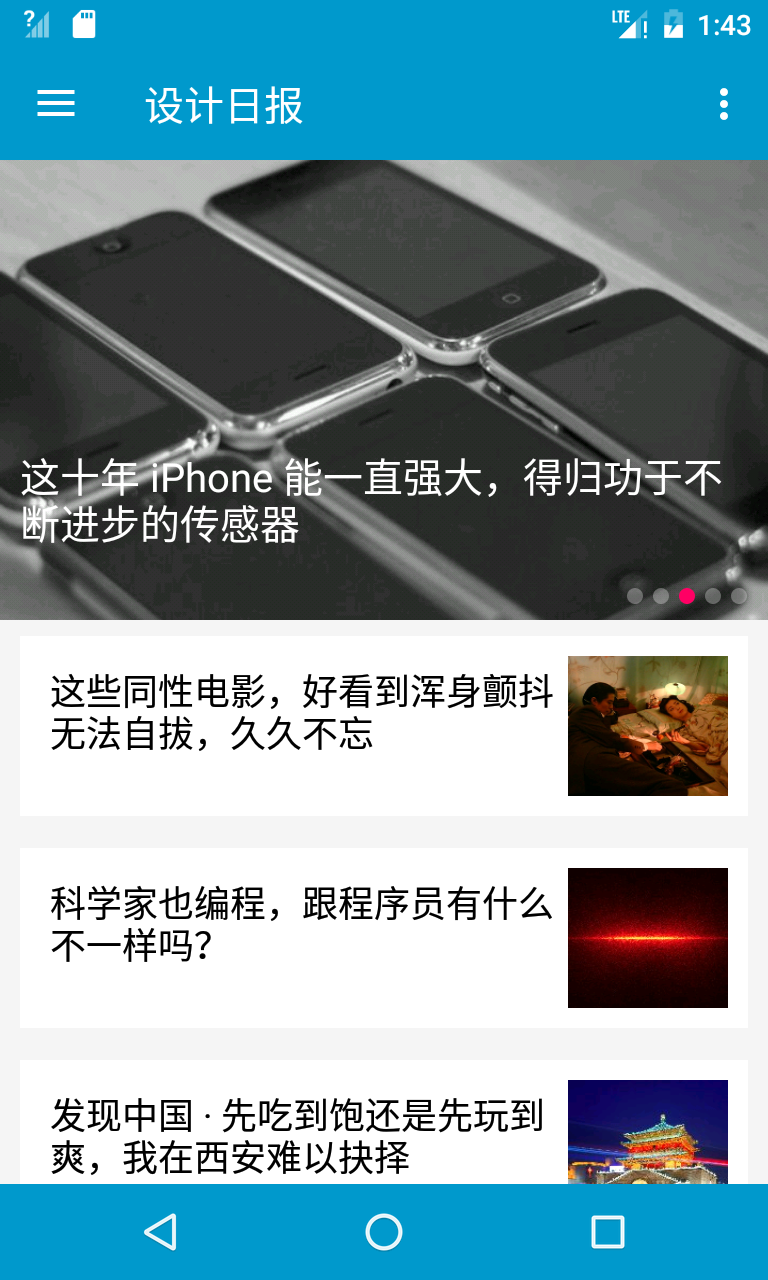 ? LTE ! 1:43
设计日报
这十年 iPhone 能一直强大，得归功于不
断进步的传感器
这些同性电影，好看到浑身颤抖
无法自拔，久久不忘
科学家也编程，跟程序员有什么
不一样吗？
发现中国 · 先吃到饱还是先玩到
爽，我在西安难以抉择